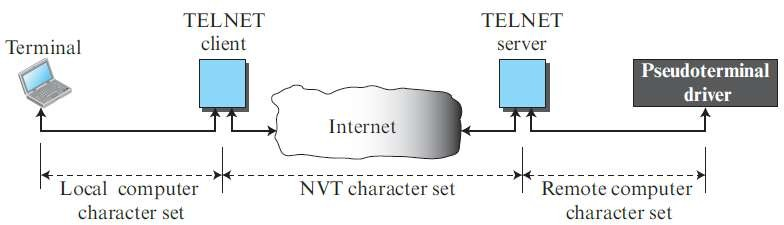 TELNET
client
TELNET
server
Terminal
Pseudoterminal
driver
Internet
Local computer
character set
NVT character set
Remote computer
character set